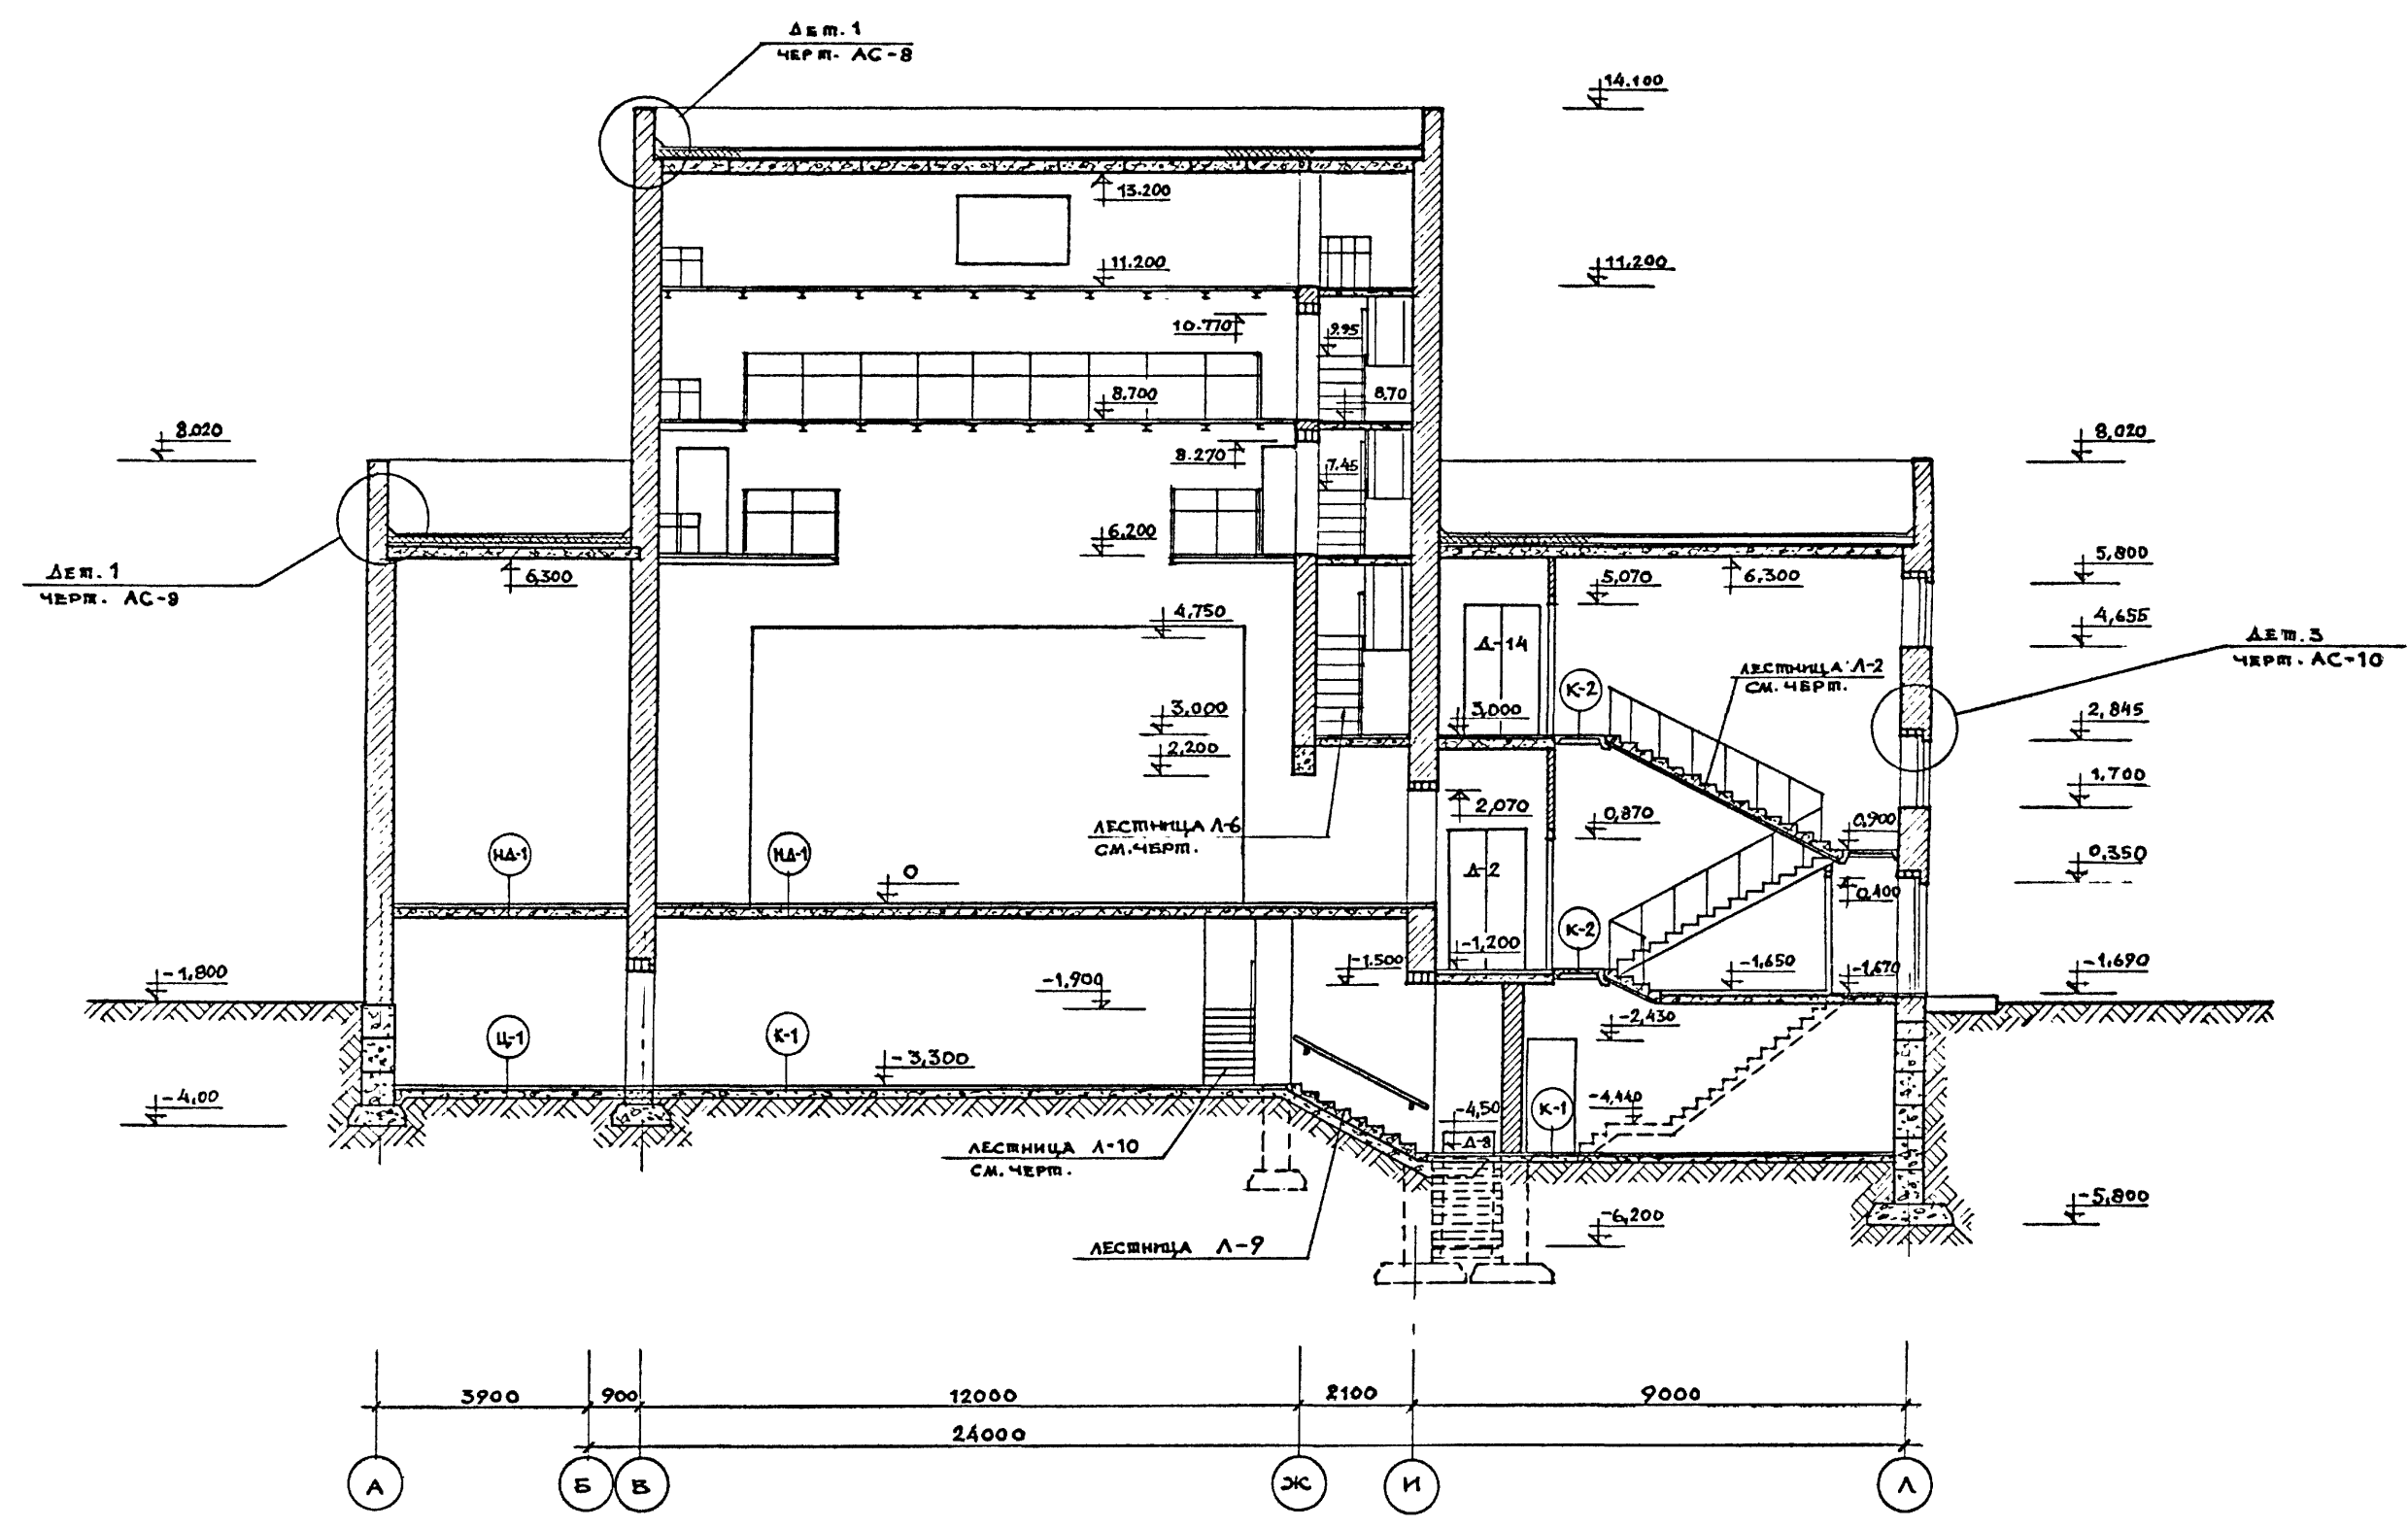 ДЕТ. 1
ЧЕРТ. АС-8
14.100
13.200
11.200
11,200
10.770
9.95
8.700
8.70
8.020
8,020
8.270
7.45
6,200
5,800
ДЕТ. 1
ЧЕРТ. АС-9
6,300
5,070
6,300
4,750
4,655
Д-14
К-2
ЛЕСТНИЦА Л-2
СМ. ЧЕРТ.
ДЕТ. 3
ЧЕРТ. АС-10
3,000
3,000
2,845
2,200
1,700
2,070
ЛЕСТНИЦА Л-6
СМ. ЧЕРТ.
0,870
0,900
НД-1
НД-1
0
Д-2
0,350
0,400
К-2
-1,200
-1,800
-1,900
-1.500
-1,650
-1,670
-1,690
Ц-1
К-1
-3,300
-2,430
-4,00
-4,50
К-1
-4,440
Д-8
ЛЕСТНИЦА Л-10
СМ. ЧЕРТ.
-5,800
-6,200
ЛЕСТНИЦА Л-9
3900
900
12000
2100
9000
24000
А
Б
В
Ж
И
Л